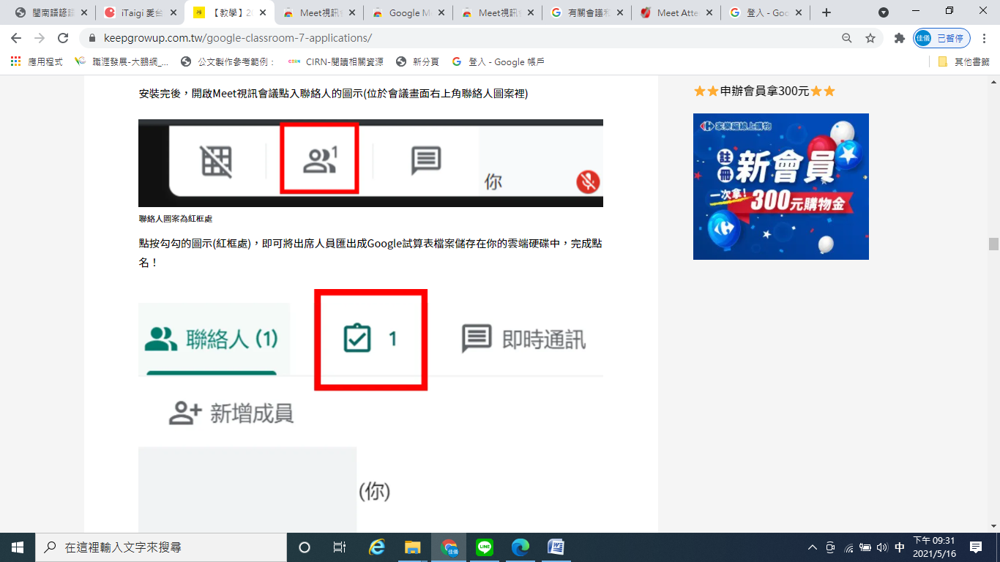 閩南語諺語
iTaigi 愛台
【教學】2
Meet視訊會
Google M
Meet視訊會
有關會議和
Meet Atte
登入 - Goo
keepgrowup.com.tw/google-classroom-7-applications/
佳儀 已暫停
應用程式
職涯發展-大鵬網_...
公文製作參考範例：
CIRN-閱讀相關資源
新分頁
登入 - Google 帳戶
其他書籤
安裝完後，開啟Meet視訊會議點入聯絡人的圖示(位於會議畫面右上角聯絡人圖案裡)
1
你
聯絡人圖案為紅框處
點按勾勾的圖示(紅框處)，即可將出席人員匯出成Google試算表檔案儲存在你的雲端硬碟中，完成點
名！
聯絡人 (1)
1
即時通訊
新增成員
(你)
⭐⭐申辦會員拿300元⭐⭐
家樂福線上購物
註冊
新會員
一次拿!
300元購物金
在這裡輸入文字來搜尋
佳儀
LINE
中
下午 09:31
2021/5/16